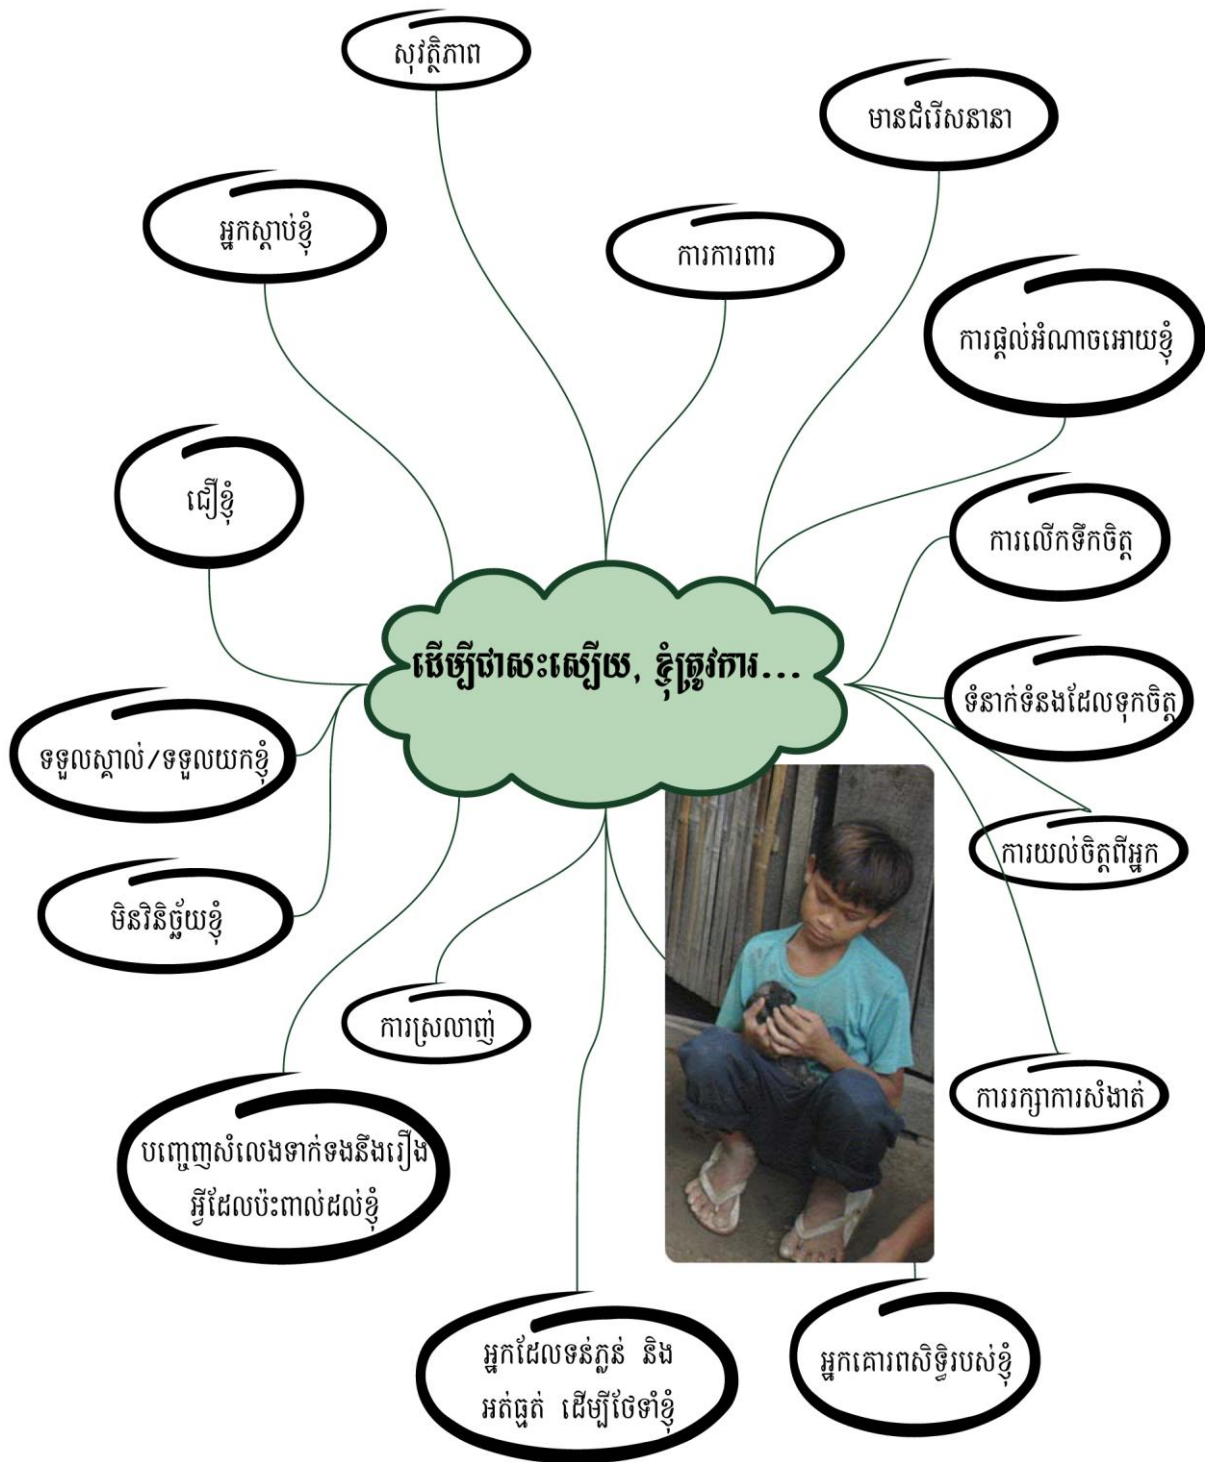 សុវត្ថិភាព
មានជំរើសនានា
អ្នកស្តាប់ខ្ញុំ
ការការពារ
ការផ្តល់អំណាចអោយខ្ញុំ
ជឿខ្ញុំ
ការលើកទឹកចិត្ត
ដើម្បីជាសះស្បើយ, ខ្ញុំត្រូវការ...
ទំនាក់ទំនងដែលទុកចិត្ត
ទទួលស្គាល់/ទទួលយកខ្ញុំ
ការយល់ចិត្តពីអ្នក
មិនវិនិច្ឆ័យខ្ញុំ
ការស្រលាញ់
ការរក្សាការសំងាត់
បញ្ចេញសំលេងទាក់ទងនឹងរឿង
អ្វីដែលប៉ះពាល់ដល់ខ្ញុំ
អ្នកដែលទន់ភ្លន់ និង
អត់ធ្មត់ ដើម្បីថែទាំខ្ញុំ
អ្នកគោរពសិទ្ធិរបស់ខ្ញុំ